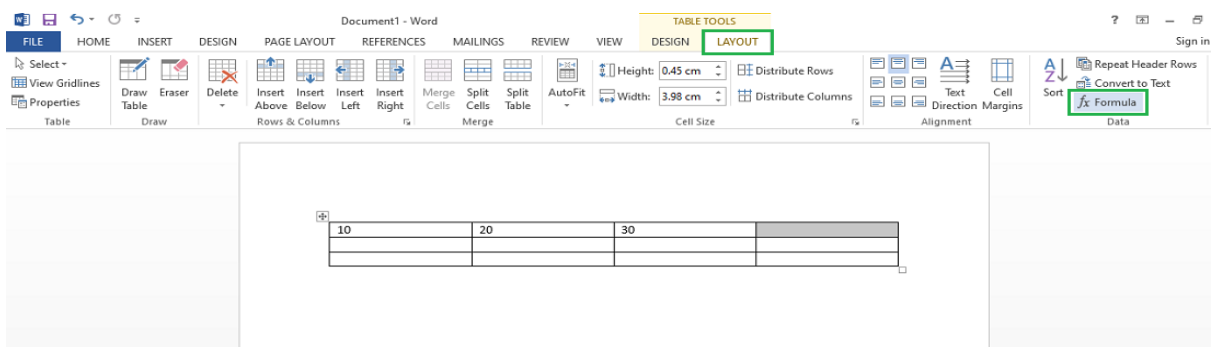 Document1 - Word
TABLE TOOLS
?
FILE HOME INSERT DESIGN PAGE LAYOUT REFERENCES MAILINGS REVIEW VIEW DESIGN LAYOUT Sign in
Select
View Gridlines
Properties
Table
Draw Table
Eraser
Draw
Delete
Insert Above
Insert Below
Insert Left
Insert Right
Rows & Columns
Merge Cells
Split Cells
Split Table
Merge
AutoFit
Height: 0.45 cm
Width: 3.98 cm
Distribute Rows
Distribute Columns
Cell Size
Text Direction
Cell Margins
Alignment
Sort
Repeat Header Rows
Convert to Text
fx Formula
Data
10 20 30